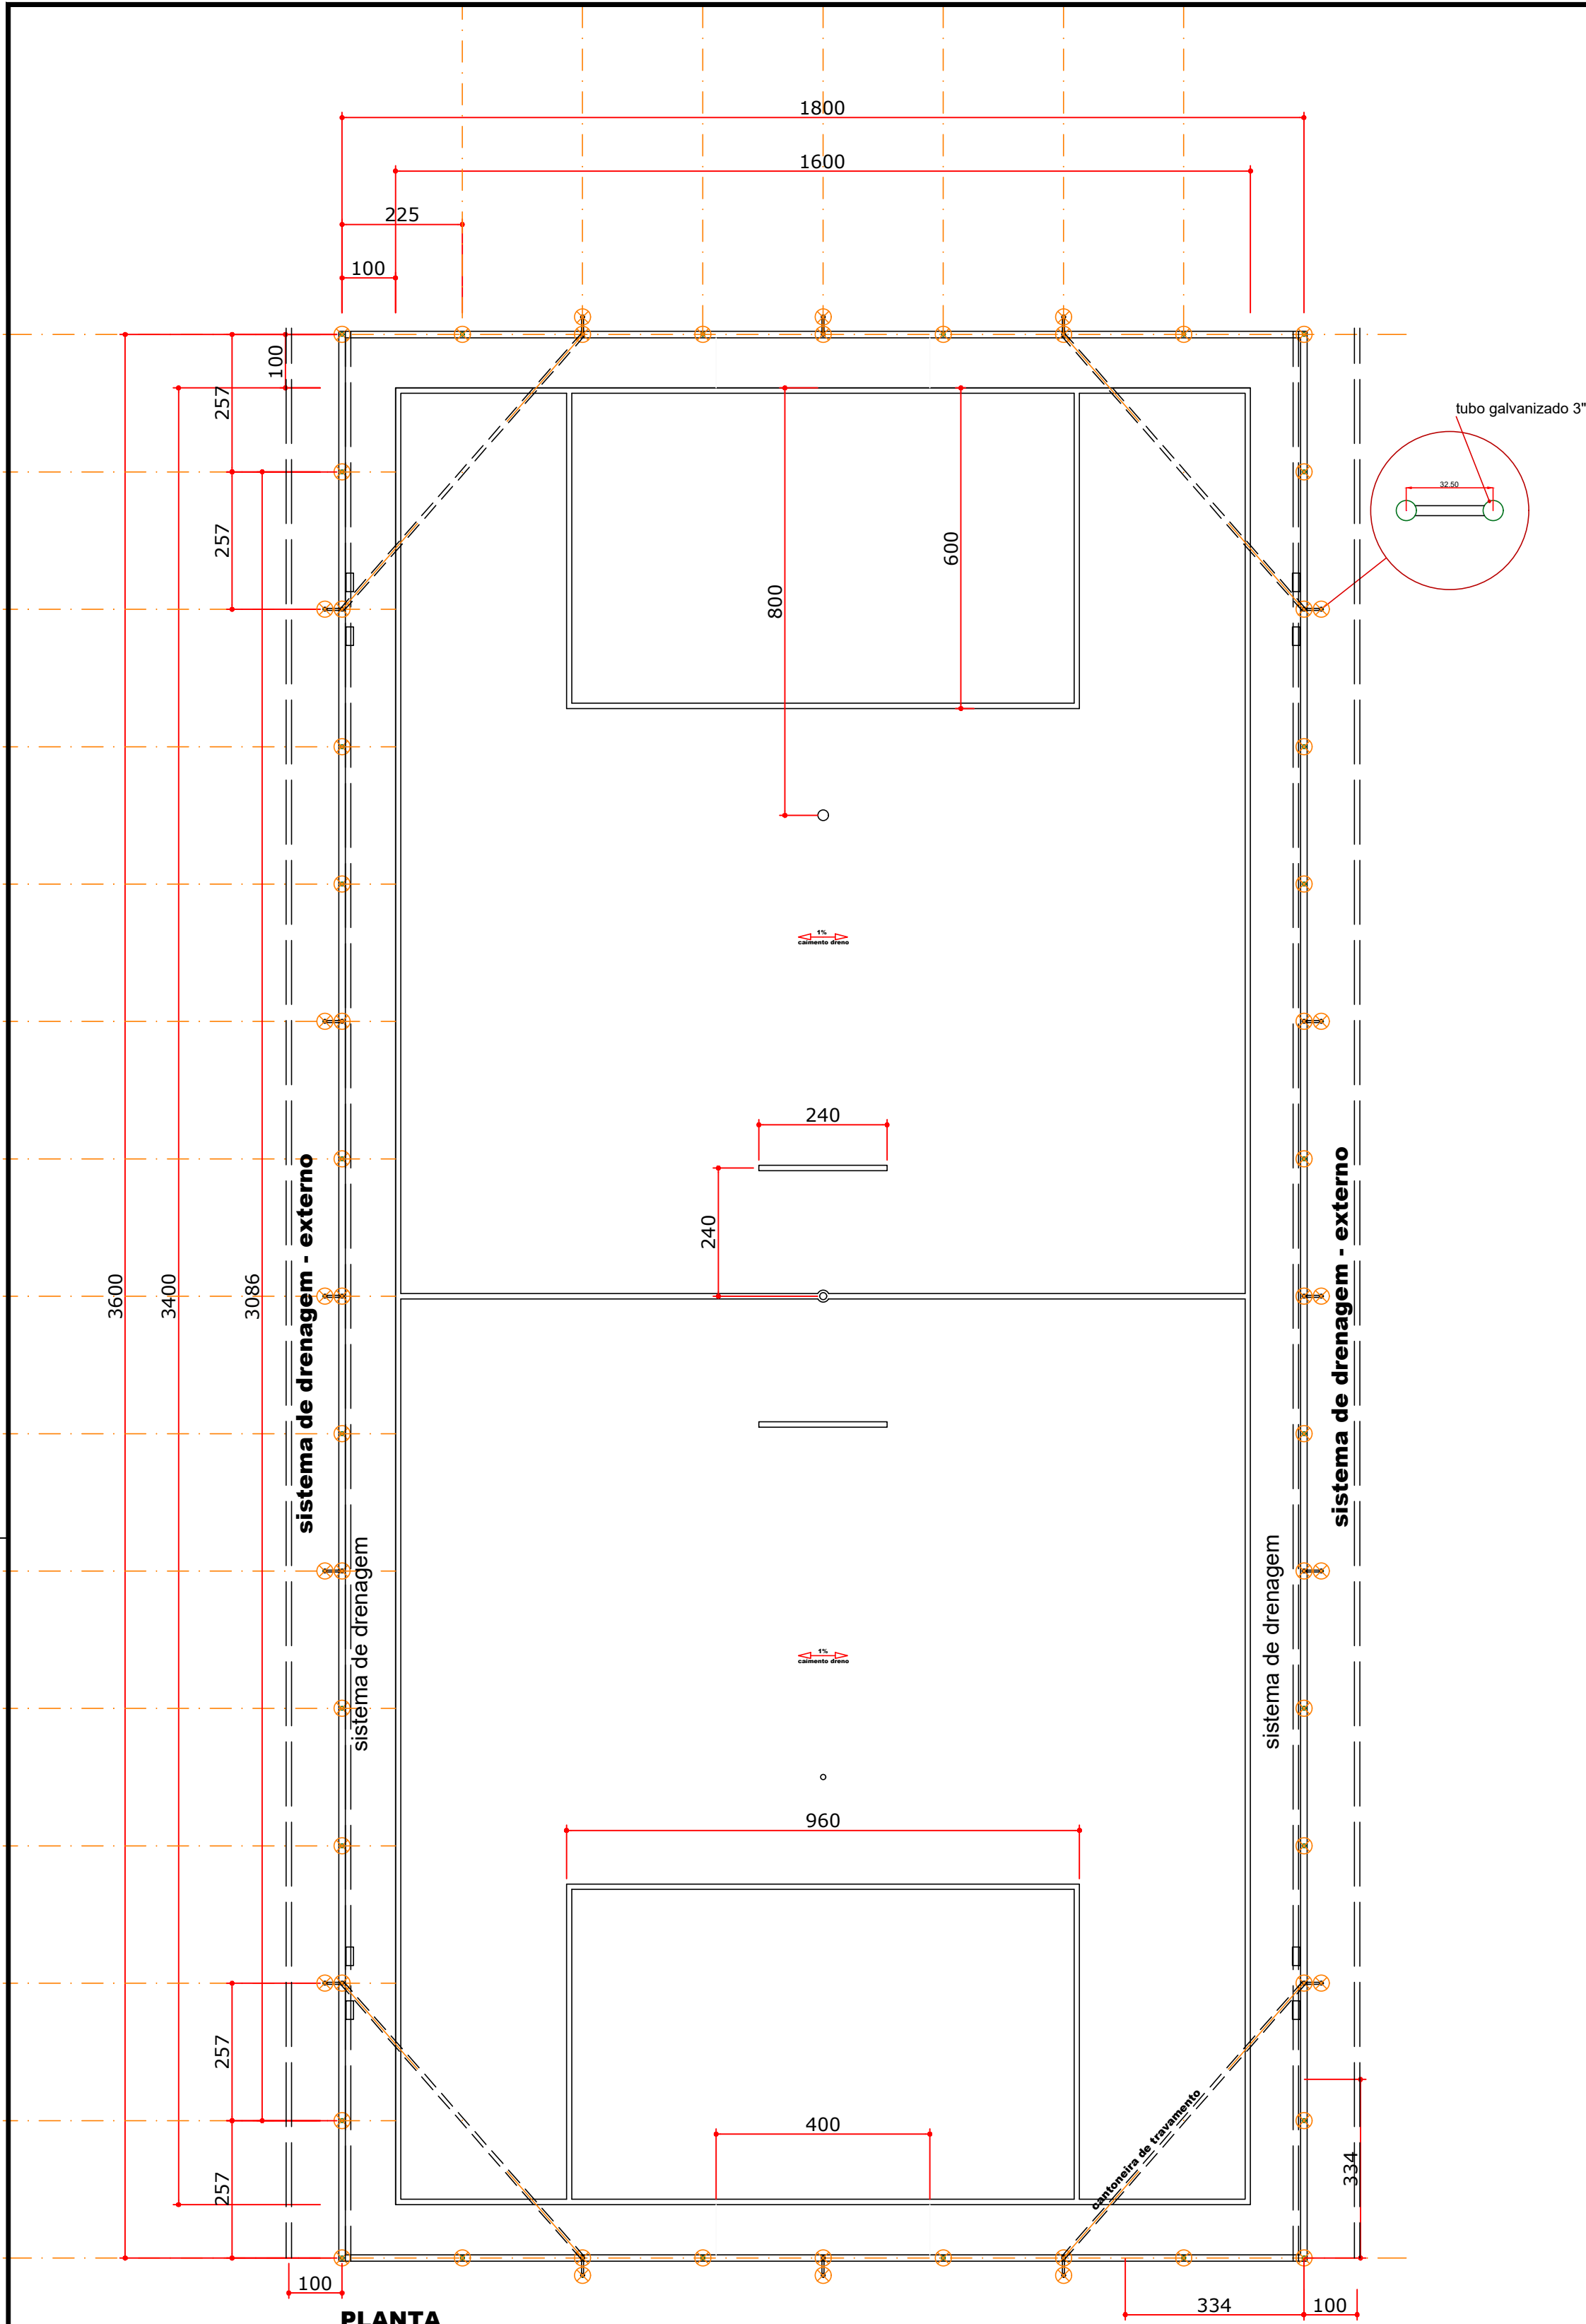 1800
1600
225
100
100
257
tubo galvanizado 3"
32.50
257
600
800
1%
caimento dreno
240
240
sistema de drenagem - externo
sistema de drenagem - externo
3600
3400
3086
sistema de drenagem
sistema de drenagem
1%
caimento dreno
960
257
400
cantoneira de travamento
257
334
100
334
100
PLANTA